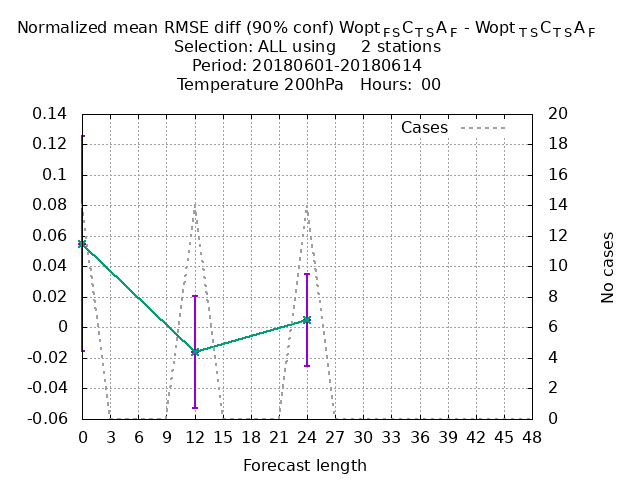 Normalized mean RMSE diff (90% conf) Wopt FS C TS A F - Wopt TS C TS A F
Selection: ALL using 2 stations
Period: 20180601-20180614
Temperature 200hPa Hours: 00
Cases
0.14
0.12
0.1
0.08
0.06
0.04
0.02
0
-0.02
-0.04
-0.06
20
18
16
14
12
10
8
6
4
2
0
No cases
0 3 6 9 12 15 18 21 24 27 30 33 36 39 42 45 48
Forecast length